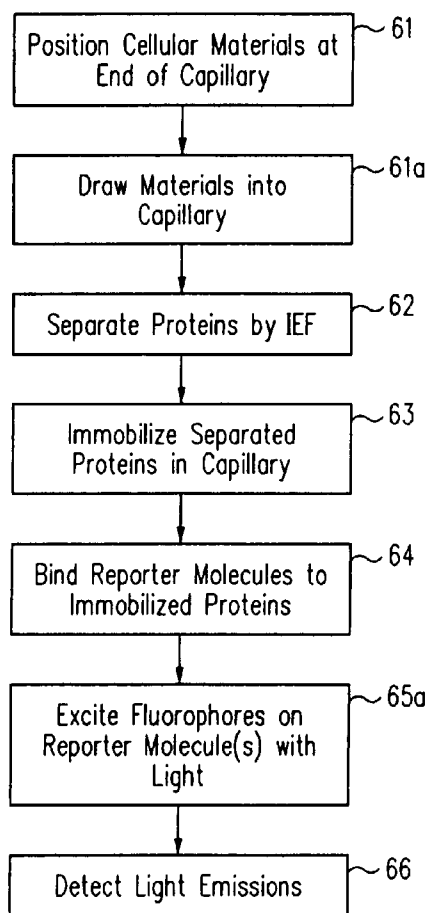 Position Cellular Materials at
End of Capillary
61
Draw Materials into
Capillary
61a
Separate Proteins by IEF
62
Immobilize Separated
Proteins in Capillary
63
Bind Reporter Molecules to
Immobilized Proteins
64
Excite Fluorophores on
Reporter Molecule(s) with
Light
65a
Detect Light Emissions
66